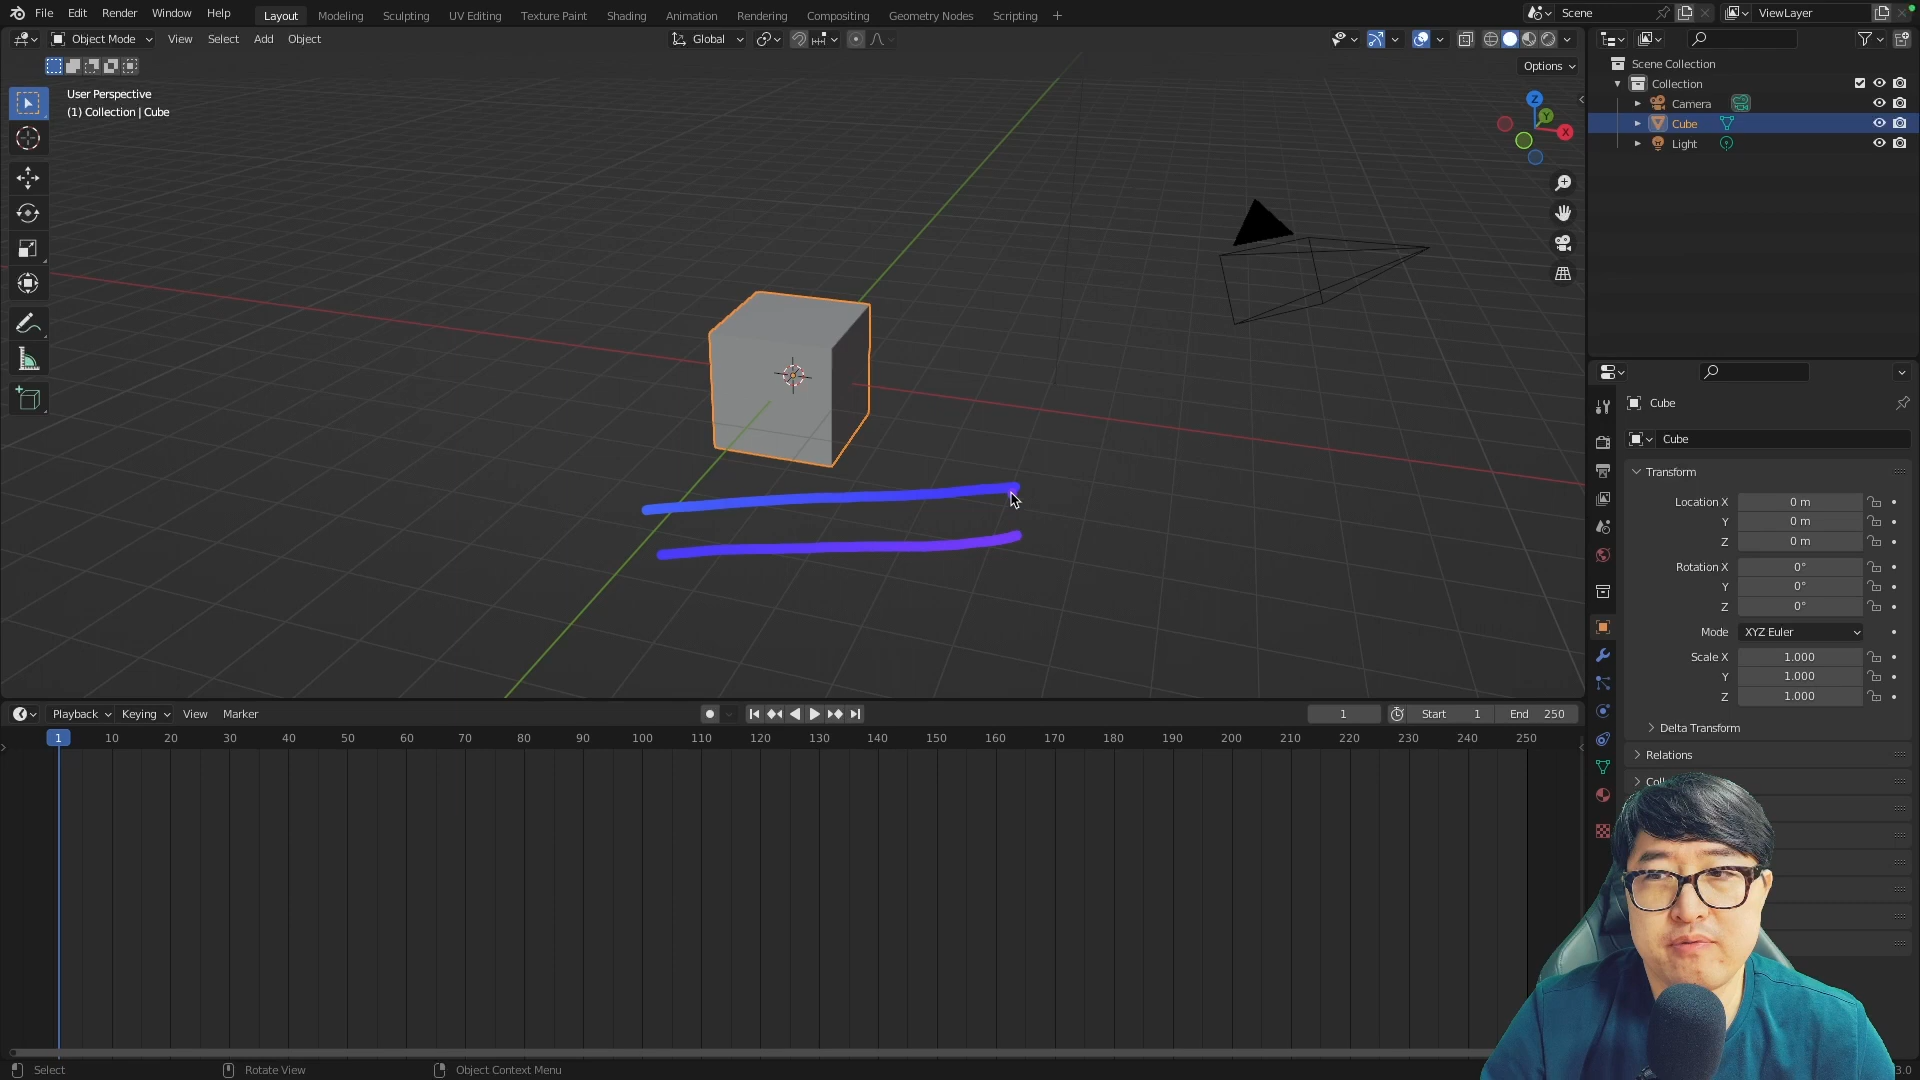 File Edit Render Window Help Layout Modeling Sculpting UV Editing Texture Paint Shading Animation Rendering Compositing Geometry Nodes Scripting + Scene ViewLayer
Object Mode View Select Add Object Global
Options
User Perspective
(1) Collection | Cube
Z
Y
X
Scene Collection
Collection
Camera
Cube
Light
Cube
Cube
Transform
Location X 0 m
Y 0 m
Z 0 m
Rotation X 0°
Y 0°
Z 0°
Mode XYZ Euler
Scale X 1.000
Y 1.000
Z 1.000
Delta Transform
Relations
Playback Keying View Marker 1 Start 1 End 250
1 10 20 30 40 50 60 70 80 90 100 110 120 130 140 150 160 170 180 190 200 210 220 230 240 250
Select Rotate View Object Context Menu